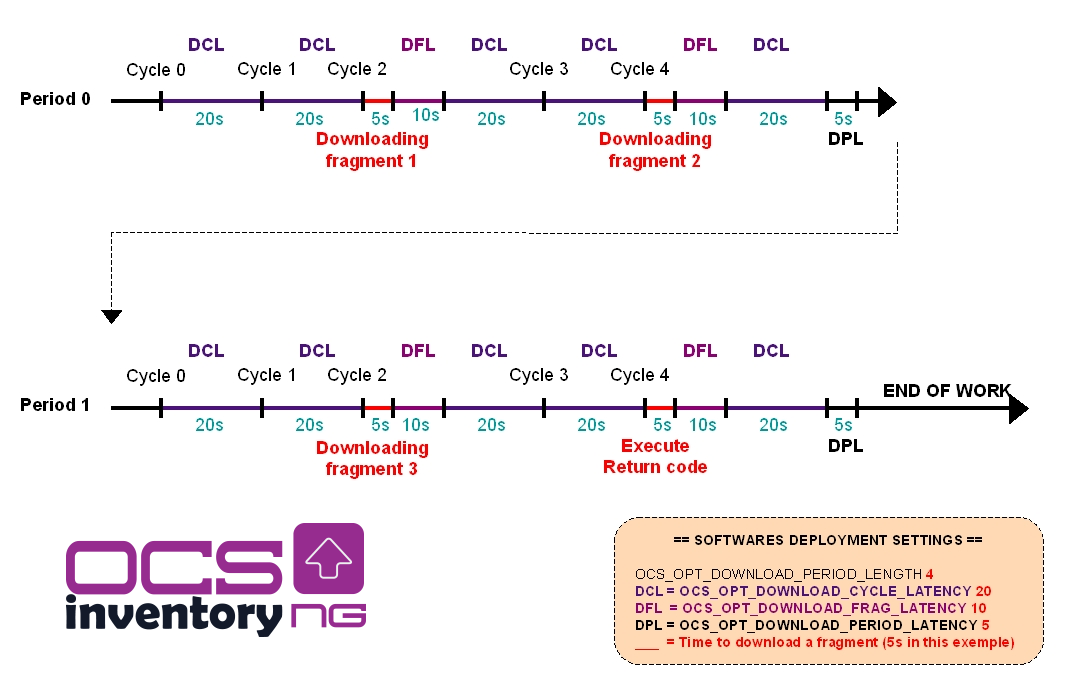 DCL DCL DFL DCL DCL DFL DCL
Cycle 0 Cycle 1 Cycle 2 Cycle 3 Cycle 4
Period 0
20s 20s 5s 10s 20s 20s 5s 10s 20s 5s
Downloading Downloading DPL
fragment 1 fragment 2
DCL DCL DFL DCL DCL DFL DCL
Cycle 0 Cycle 1 Cycle 2 Cycle 3 Cycle 4
END OF WORK
Period 1
20s 20s 5s 10s 20s 20s 5s 10s 20s 5s
Downloading Execute DPL
fragment 3 Return code
OCS
inventory NG
== SOFTWARES DEPLOYMENT SETTINGS ==
OCS_OPT_DOWNLOAD_PERIOD_LENGTH 4
DCL = OCS_OPT_DOWNLOAD_CYCLE_LATENCY 20
DFL = OCS_OPT_DOWNLOAD_FRAG_LATENCY 10
DPL = OCS_OPT_DOWNLOAD_PERIOD_LATENCY 5
___ = Time to download a fragment (5s in this exemple)